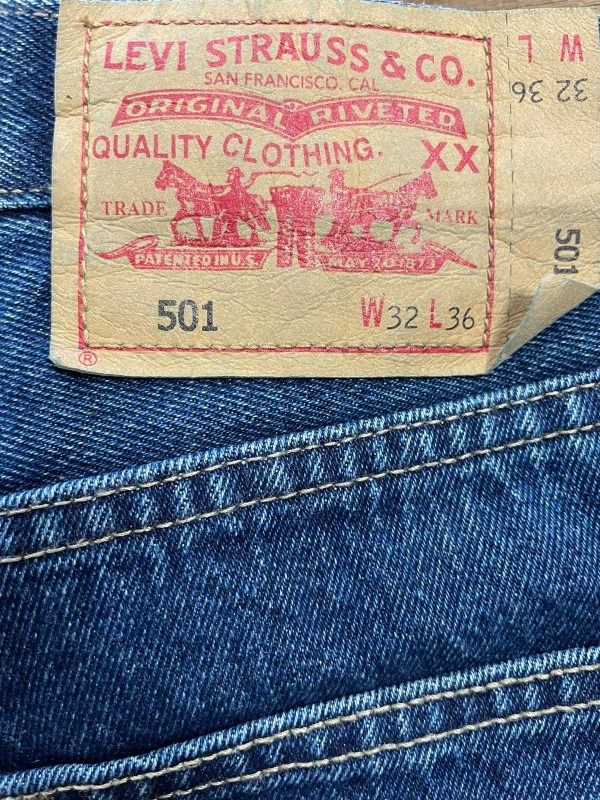 LEVI STRAUSS & CO.
SAN FRANCISCO. CAL.
ORIGINAL RIVETED
QUALITY CLOTHING. XX
TRADE MARK
PATENTED IN U.S. MAY 20 1873
501 W32 L36
®
W L
32 36
501